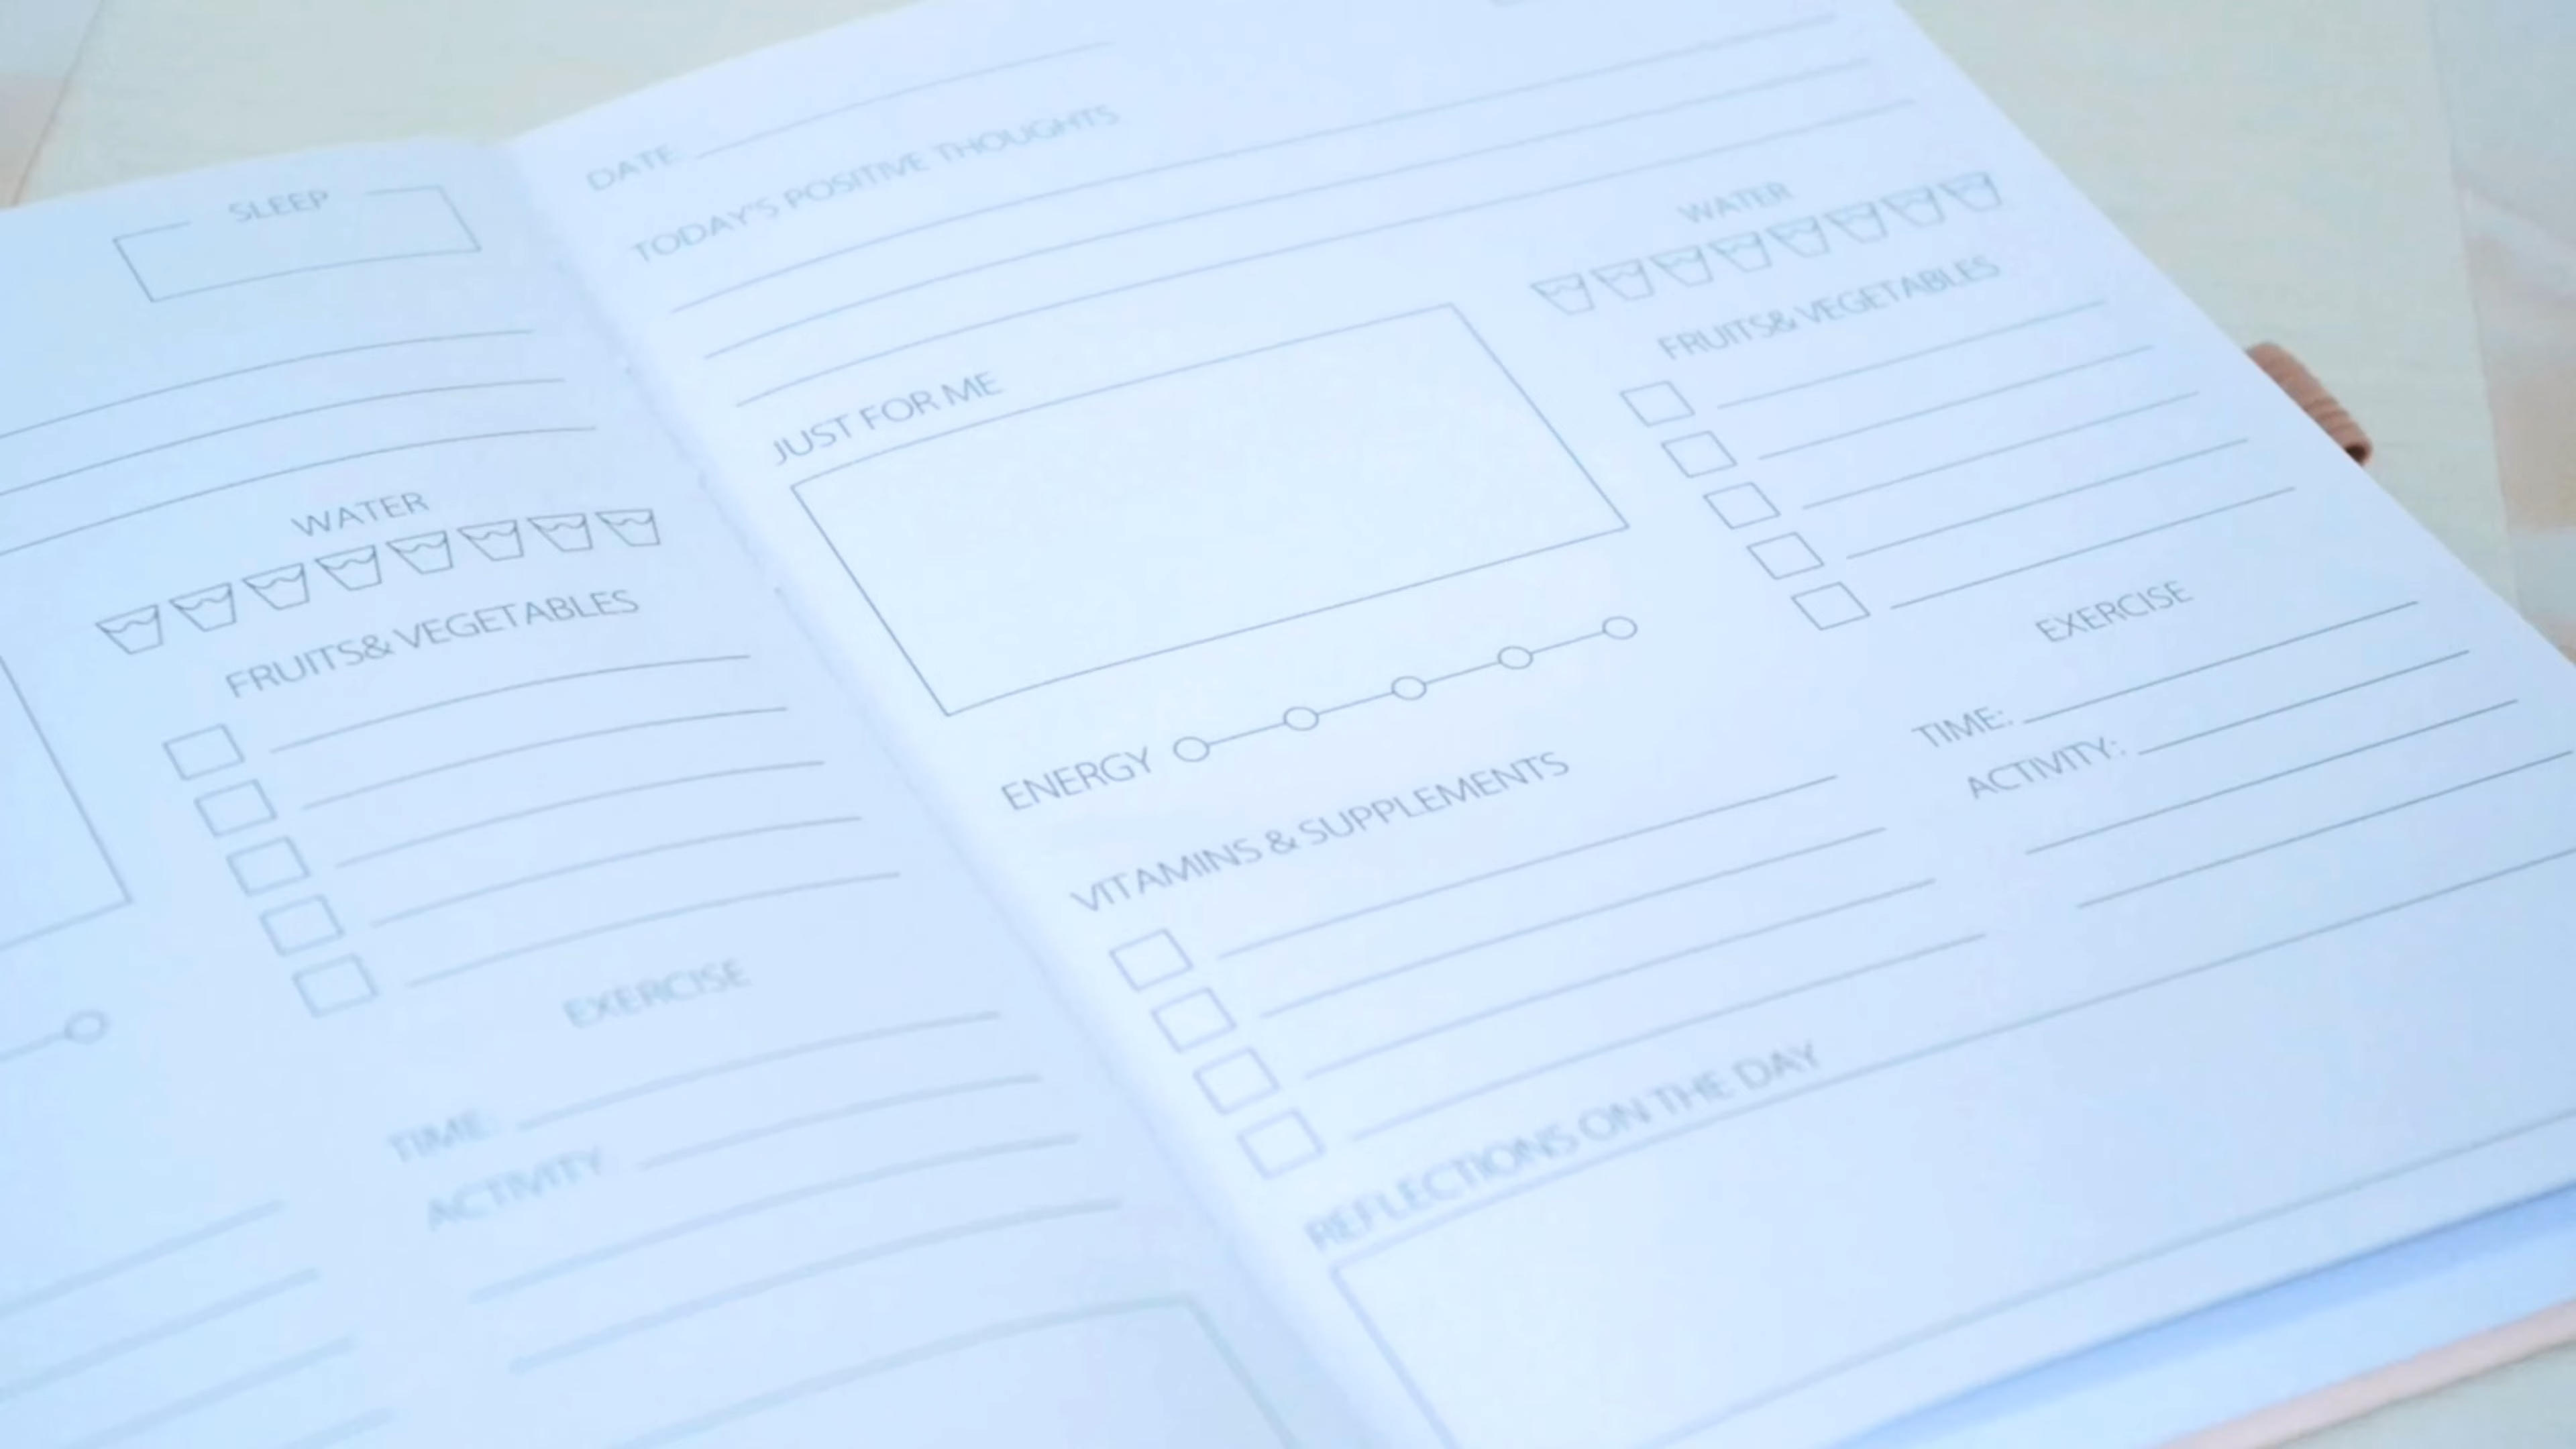 SLEEP
WATER
FRUITS& VEGETABLES
EXERCISE
TIME:
ACTIVITY
DATE
TODAY'S POSITIVE THOUGHTS
JUST FOR ME
ENERGY
VITAMINS & SUPPLEMENTS
REFLECTIONS ON THE DAY
WATER
FRUITS& VEGETABLES
EXERCISE
TIME:
ACTIVITY: